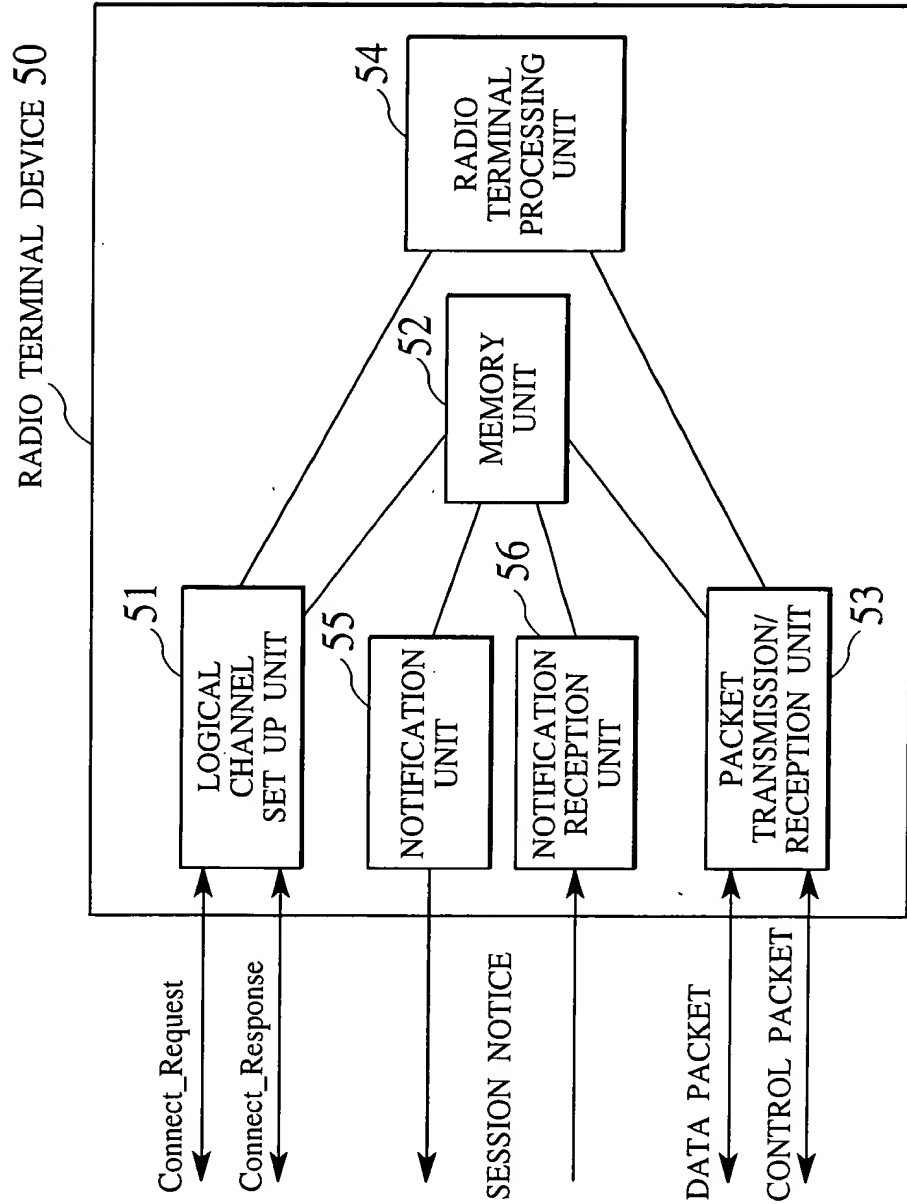 RADIO TERMINAL DEVICE 50
Connect_Request
Connect_Response
51
LOGICAL
CHANNEL
SET UP UNIT
55
NOTIFICATION
UNIT
SESSION NOTICE
56
NOTIFICATION
RECEPTION
UNIT
52
MEMORY
UNIT
54
RADIO
TERMINAL
PROCESSING
UNIT
DATA PACKET
CONTROL PACKET
PACKET
TRANSMISSION/
RECEPTION UNIT
53